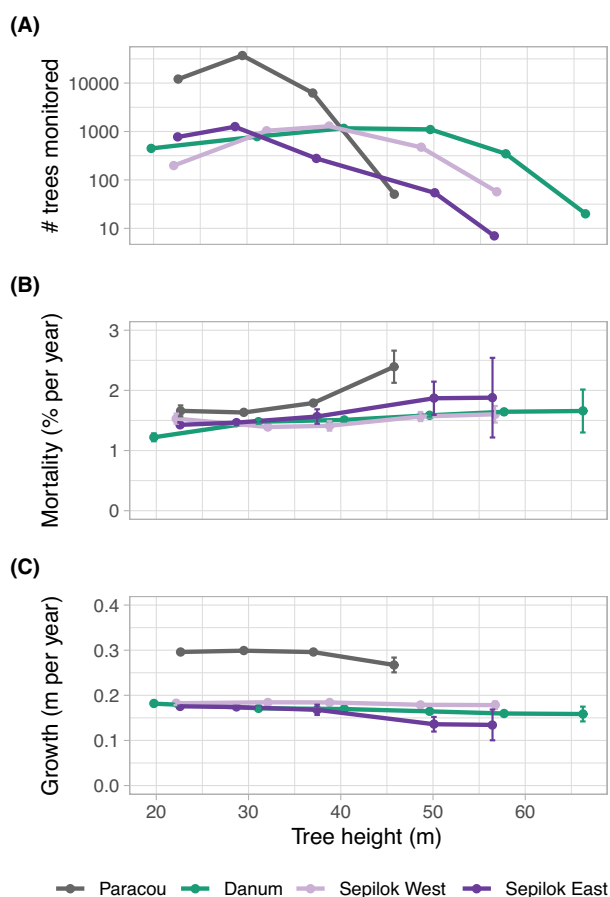 (A)
# trees monitored
10000
1000
100
10
(B)
Mortality (% per year)
3
2
1
0
(C)
Growth (m per year)
0.4
0.3
0.2
0.1
0.0
20 30 40 50 60
Tree height (m)
Paracou Danum Sepilok West Sepilok East